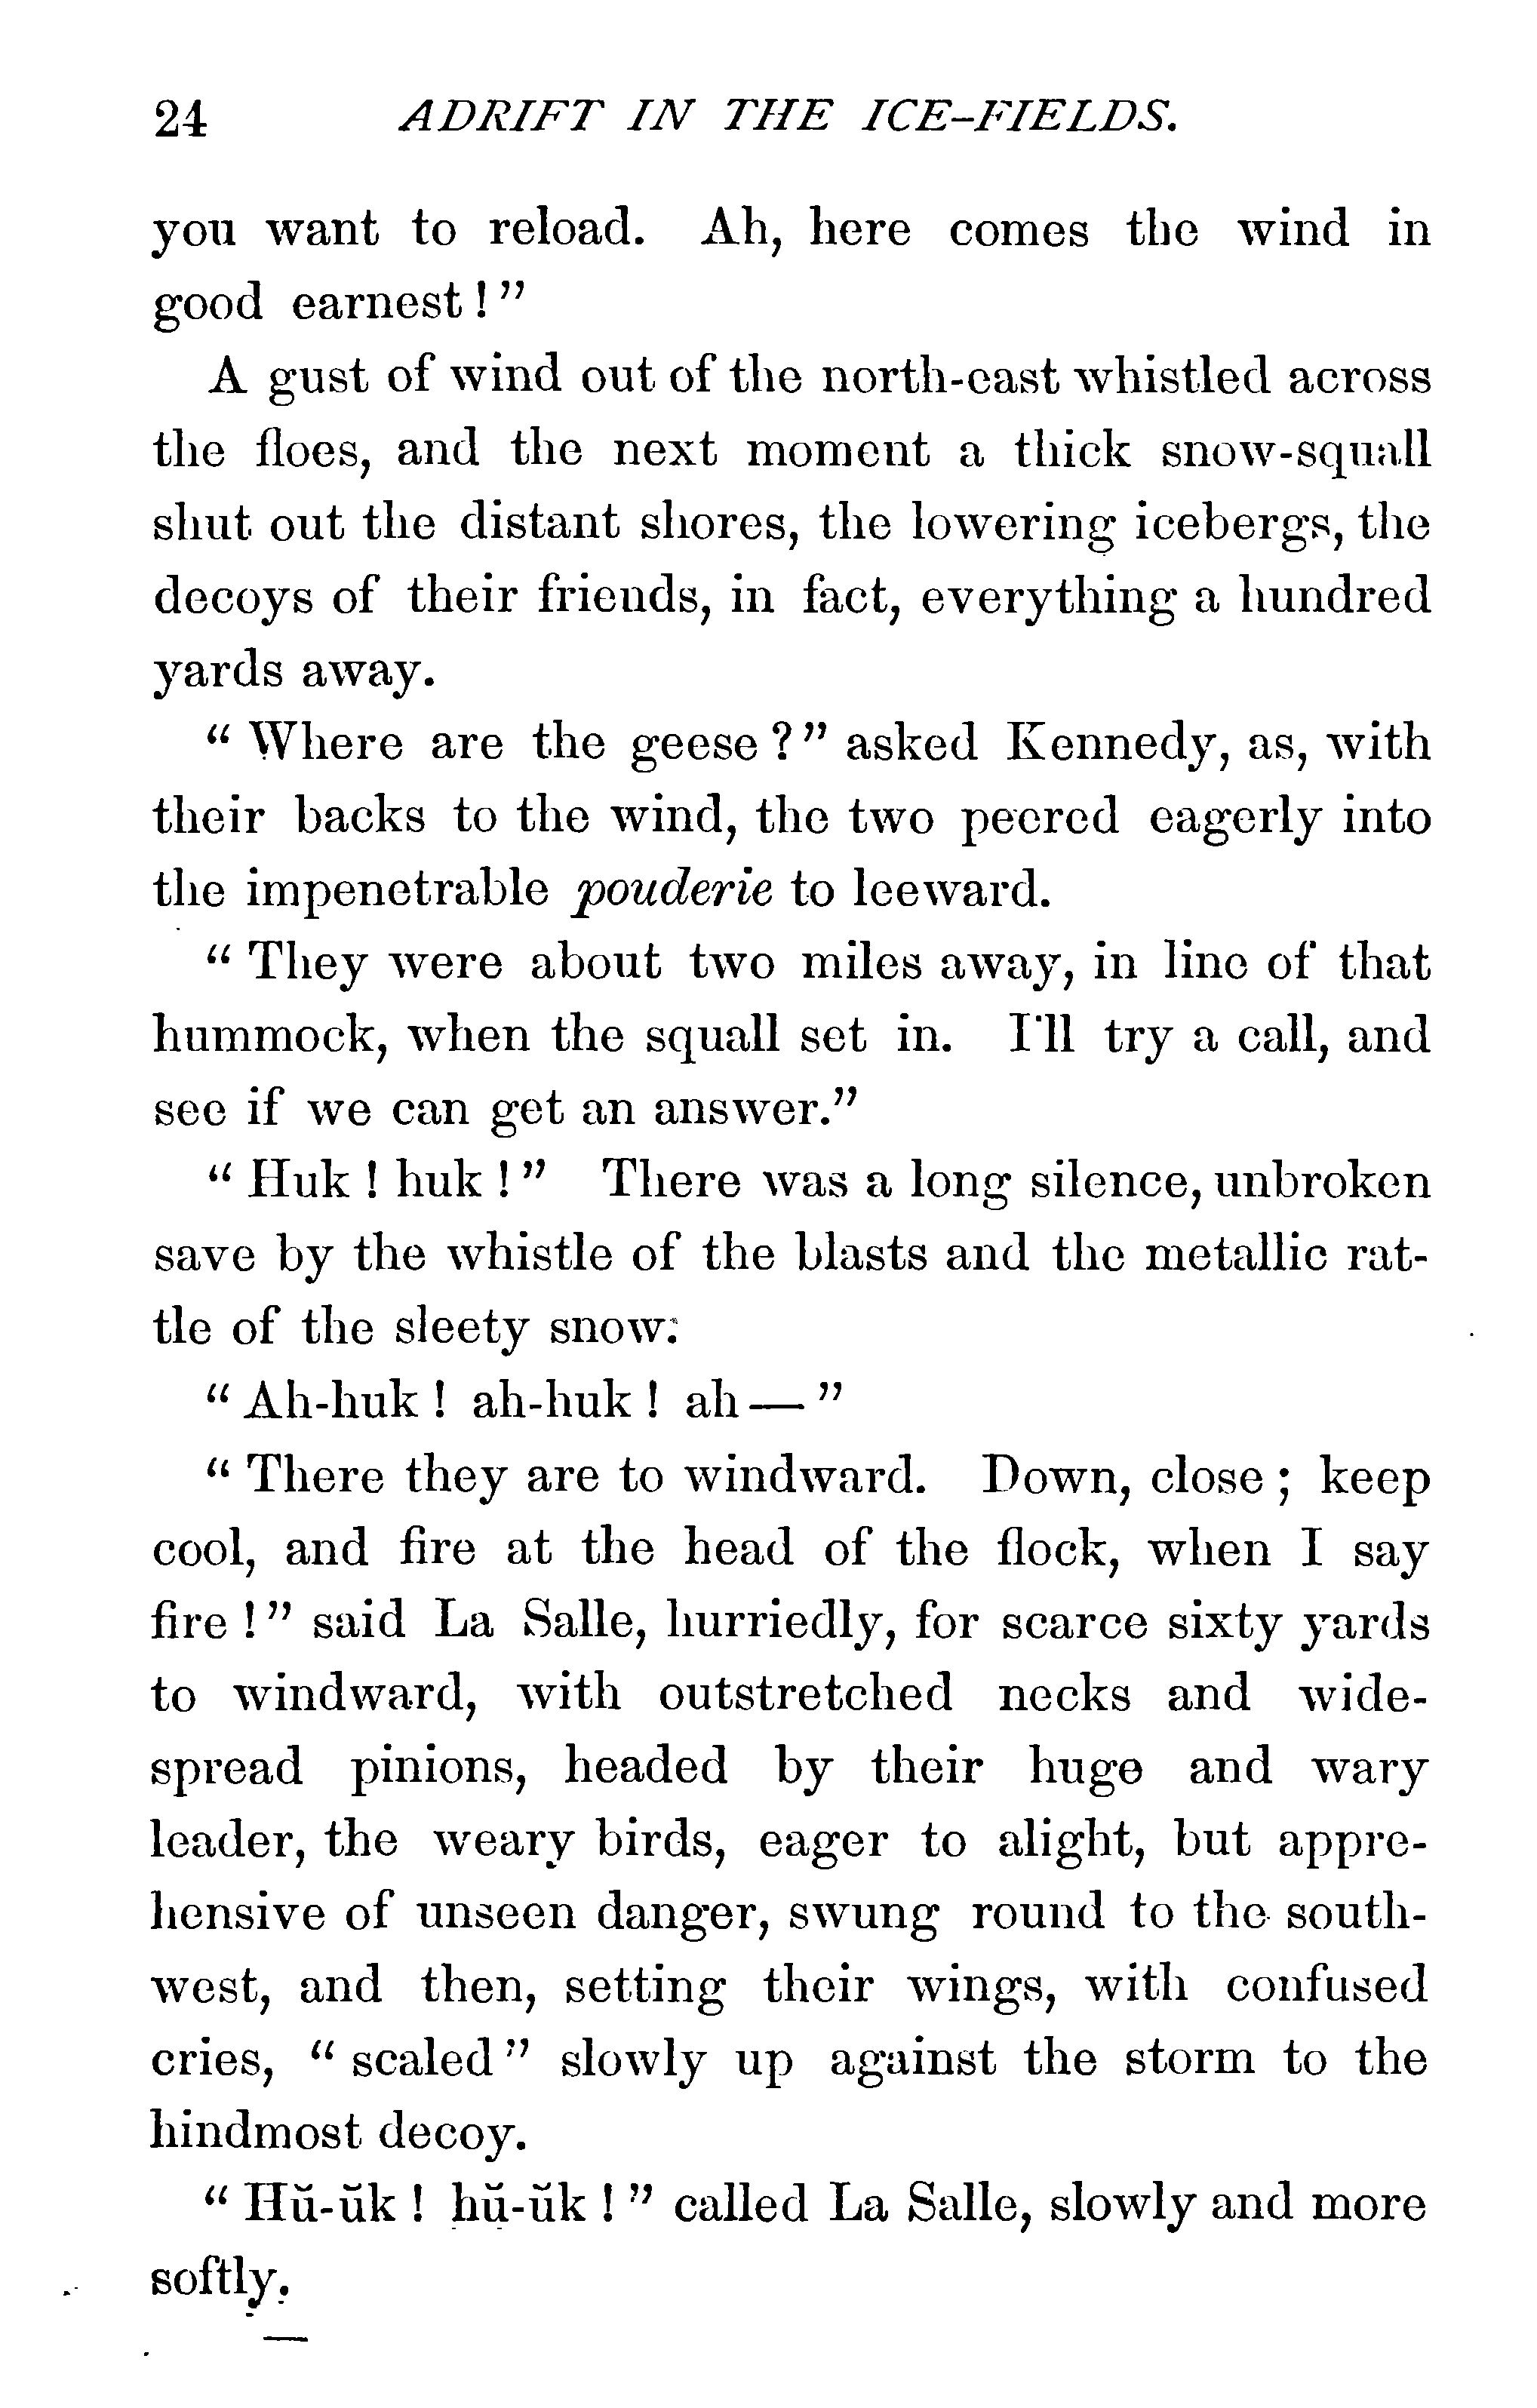 24 ADRIFT IN THE ICE-FIELDS.
you want to reload. Ah, here comes the wind in
good earnest!”
A gust of wind out of the north-east whistled across
the floes, and the next moment a thick snow-squall
shut out the distant shores, the lowering icebergs, the
decoys of their friends, in fact, everything a hundred
yards away.
“Where are the geese?” asked Kennedy, as, with
their backs to the wind, the two peered eagerly into
the impenetrable pouderie to leeward.
“They were about two miles away, in line of that
hummock, when the squall set in. I'll try a call, and
see if we can get an answer.”
“Huk! huk!” There was a long silence, unbroken
save by the whistle of the blasts and the metallic rat-
tle of the sleety snow.
“Ah-huk! ah-huk! ah—”
“There they are to windward. Down, close; keep
cool, and fire at the head of the flock, when I say
fire!” said La Salle, hurriedly, for scarce sixty yards
to windward, with outstretched necks and wide-
spread pinions, headed by their huge and wary
leader, the weary birds, eager to alight, but appre-
hensive of unseen danger, swung round to the south-
west, and then, setting their wings, with confused
cries, “scaled” slowly up against the storm to the
hindmost decoy.
“Hŭ-ŭk! hŭ-ŭk!” called La Salle, slowly and more
softly.